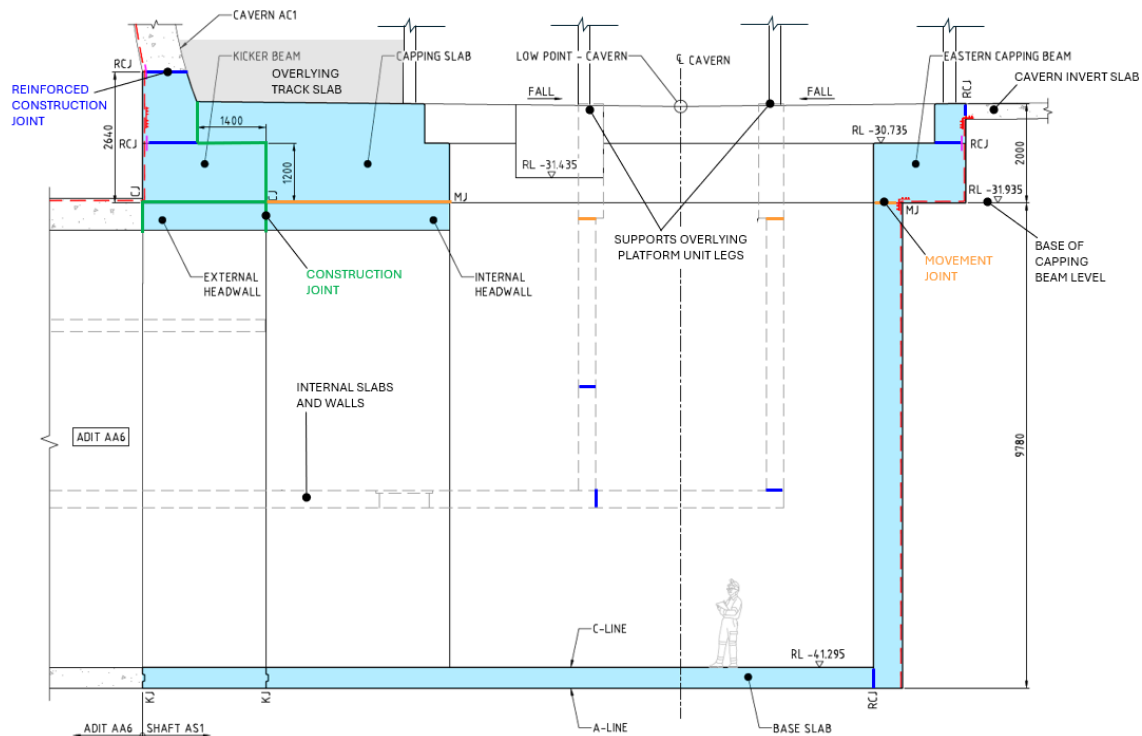 CAVERN AC1
RCJ
KICKER BEAM
CAPPING SLAB
LOW POINT - CAVERN
℄ CAVERN
EASTERN CAPPING BEAM
OVERLYING
TRACK SLAB
FALL
FALL
RCJ
CAVERN INVERT SLAB
REINFORCED
CONSTRUCTION
JOINT
2640
1400
RCJ
1200
RL -31.435
RL -30.735
RCJ
2000
CJ
CJ
MJ
RL -31.935
MJ
EXTERNAL
HEADWALL
CONSTRUCTION
JOINT
INTERNAL
HEADWALL
SUPPORTS OVERLYING
PLATFORM UNIT LEGS
MOVEMENT
JOINT
BASE OF
CAPPING
BEAM LEVEL
INTERNAL SLABS
AND WALLS
ADIT AA6
9780
C-LINE
RL -41.295
KJ
KJ
A-LINE
BASE SLAB
RCJ
ADIT AA6
SHAFT AS1